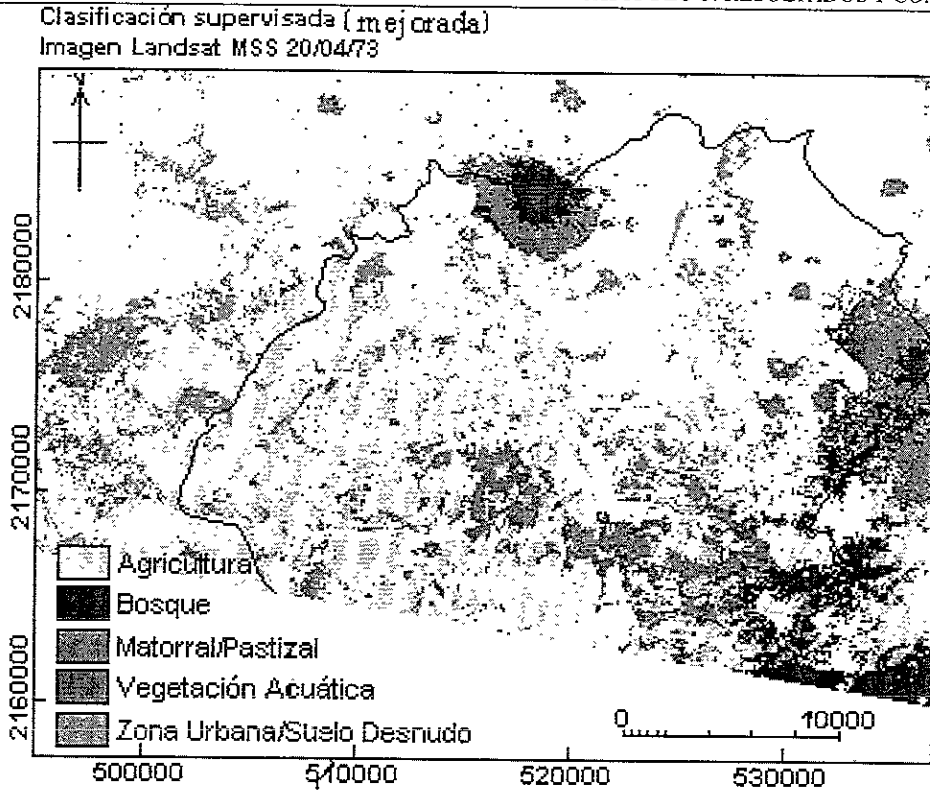 Clasificación supervisada (mejorada)
Imagen Landsat MSS 20/04/73
2180000
2170000
2160000
Agricultura
Bosque
Matorral/Pastizal
Vegetación Acuática
Zona Urbana/Suelo Desnudo
0 10000
500000 510000 520000 530000